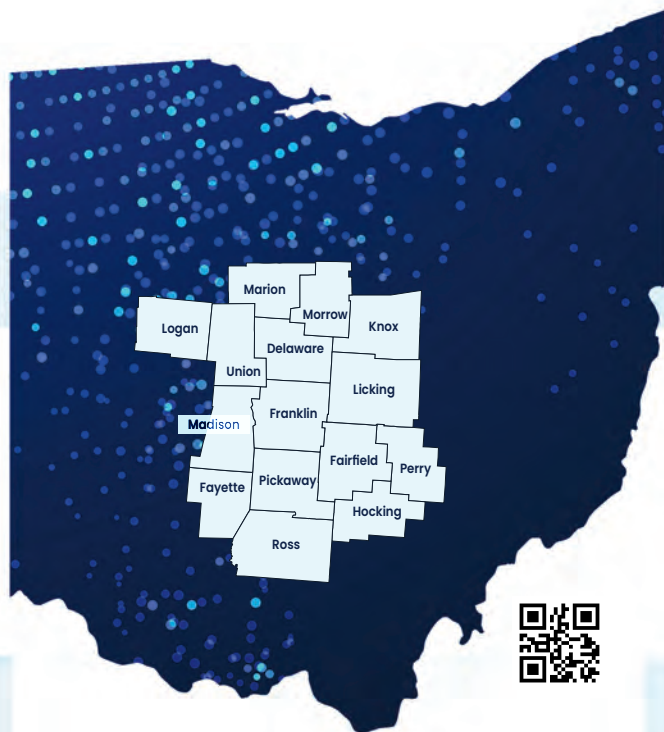 Marion
Morrow
Logan
Knox
Delaware
Union
Licking
Franklin
Madison
Fairfield
Perry
Pickaway
Fayette
Hocking
Ross